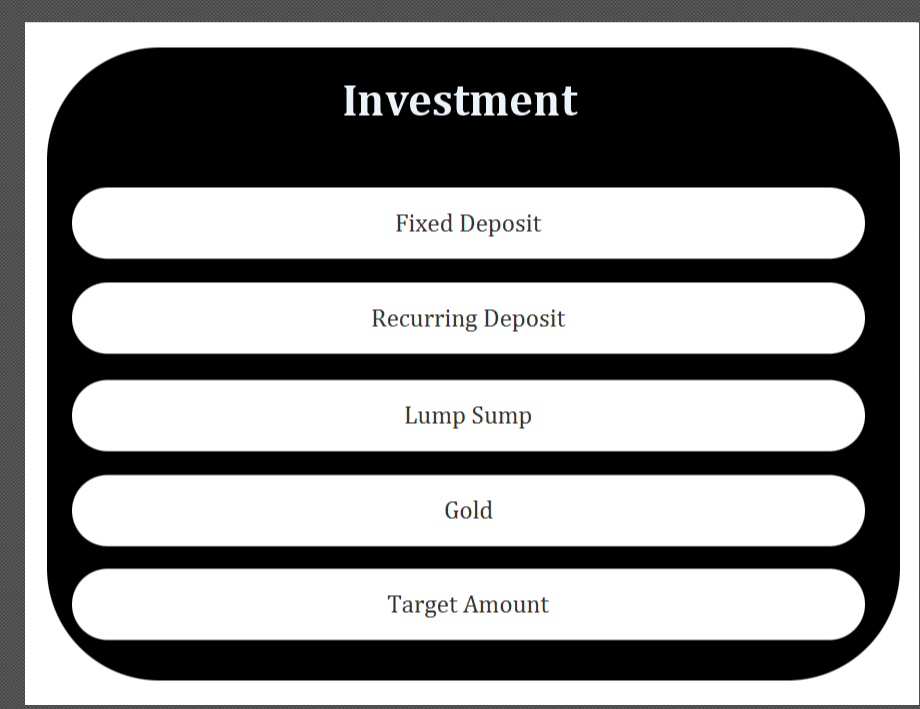 Investment
Fixed Deposit
Recurring Deposit
Lump Sump
Gold
Target Amount